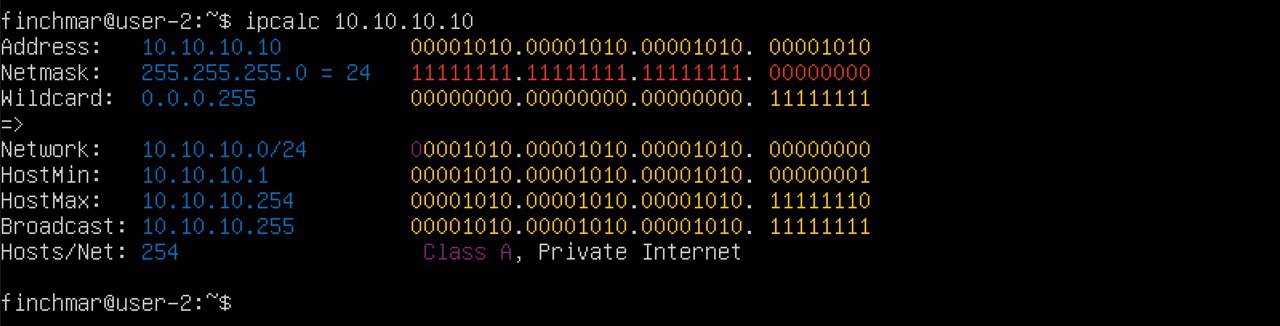 finchmar@user-2:~$ ipcalc 10.10.10.10
Address:   10.10.10.10          00001010.00001010.00001010. 00001010
Netmask:   255.255.255.0 = 24   11111111.11111111.11111111. 00000000
Wildcard:  0.0.0.255            00000000.00000000.00000000. 11111111
=>
Network:   10.10.10.0/24        00001010.00001010.00001010. 00000000
HostMin:   10.10.10.1           00001010.00001010.00001010. 00000001
HostMax:   10.10.10.254         00001010.00001010.00001010. 11111110
Broadcast: 10.10.10.255         00001010.00001010.00001010. 11111111
Hosts/Net: 254                   Class A, Private Internet
finchmar@user-2:~$